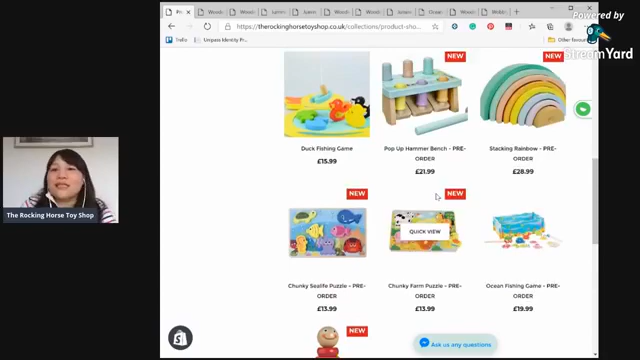 Powered by
StreamYard
https://therockinghorsetoyshop.co.uk/collections/product-sho...
Trello
Unipass Identity Pr...
Other favourites
NEW
NEW
Duck Fishing Game
£15.99
Pop Up Hammer Bench - PRE-
ORDER
£21.99
Stacking Rainbow - PRE-
ORDER
£28.99
NEW
NEW
QUICK VIEW
Chunky Sealife Puzzle - PRE-
ORDER
£13.99
Chunky Farm Puzzle - PRE-
ORDER
£13.99
Ocean Fishing Game - PRE-
ORDER
£19.99
NEW
Ask us any questions
The Rocking Horse Toy Shop